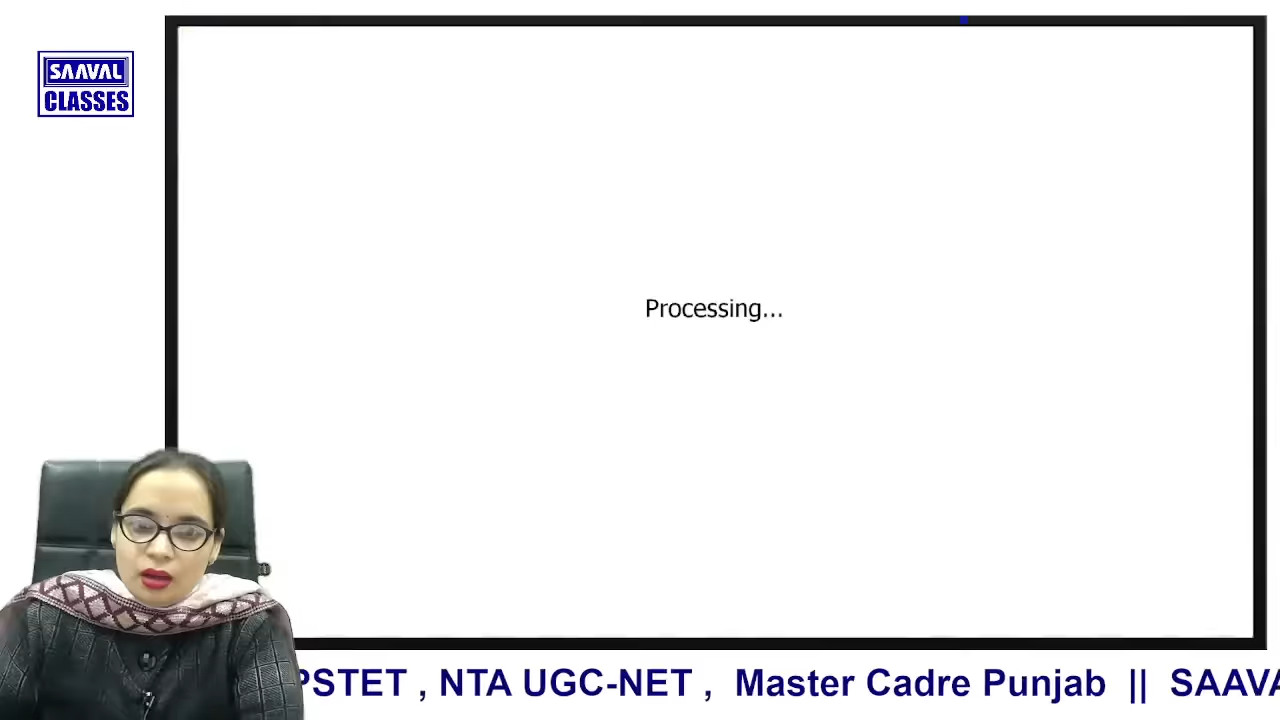 SAAVAL
CLASSES
Processing...
PSTET , NTA UGC-NET , Master Cadre Punjab || SAAVA